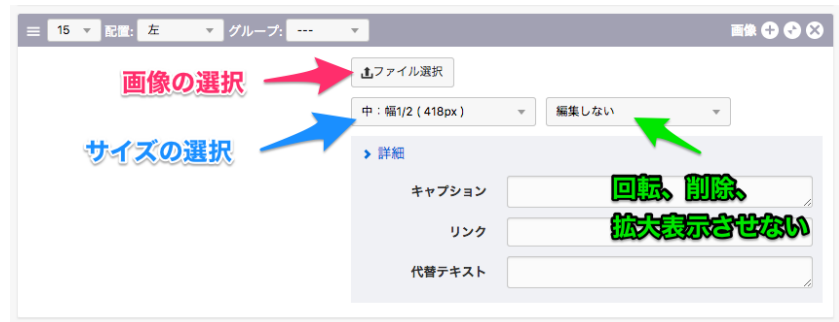 15 配置: 左 グループ: --- 画像
画像の選択
ファイル選択
中：幅1/2 ( 418px ) 編集しない
サイズの選択
詳細
キャプション
回転、削除、
拡大表示させない
リンク
代替テキスト